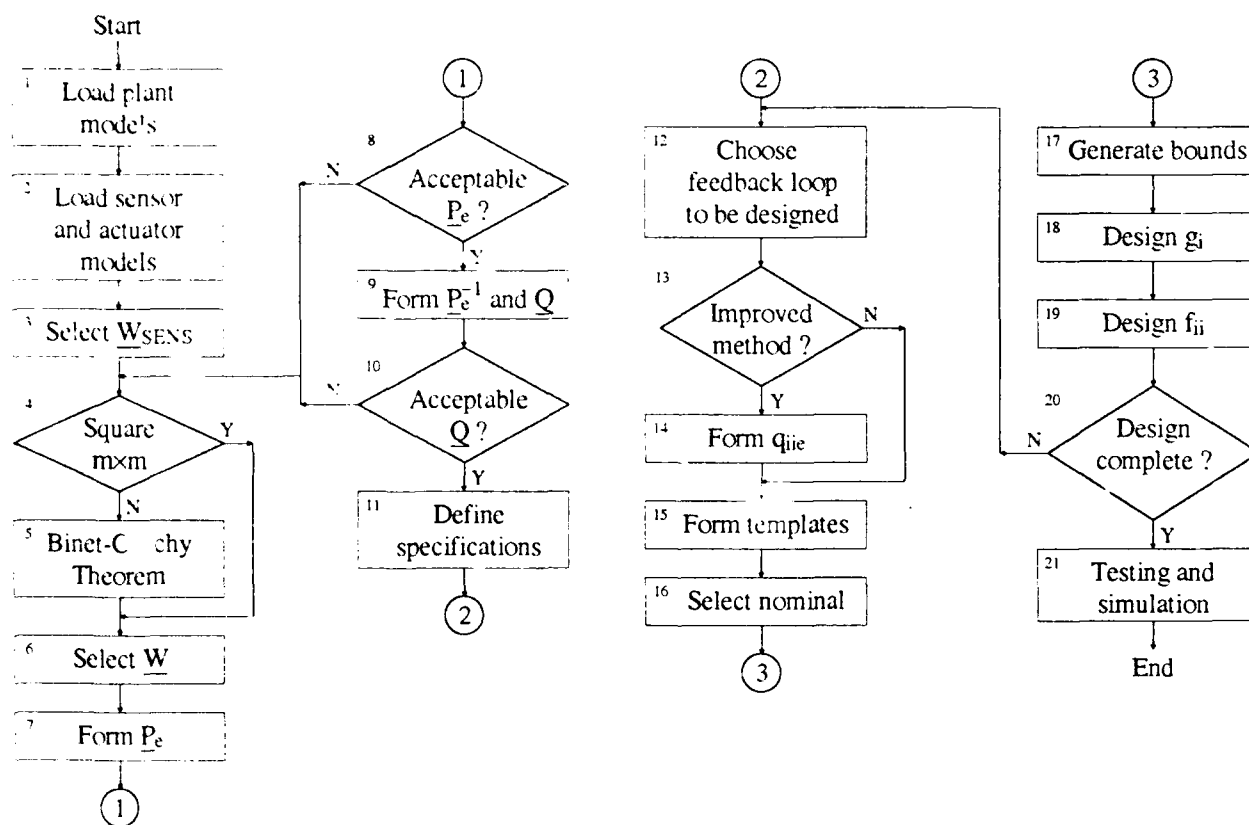 Start
1
Load plant
models
2
Load sensor
and actuator
models
3
Select W_SENS
4
Square
m×m
Y
N
5
Binet-C chy
Theorem
6
Select W
7
Form P_e
1
1
8
Acceptable
P_e ?
N
Y
9
Form P_e^-1 and Q
10
Acceptable
Q ?
N
Y
11
Define
specifications
2
2
12
Choose
feedback loop
to be designed
13
Improved
method ?
N
Y
14
Form q_iie
15
Form templates
16
Select nominal
3
3
17
Generate bounds
18
Design g_i
19
Design f_ii
20
Design
complete ?
N
Y
21
Testing and
simulation
End